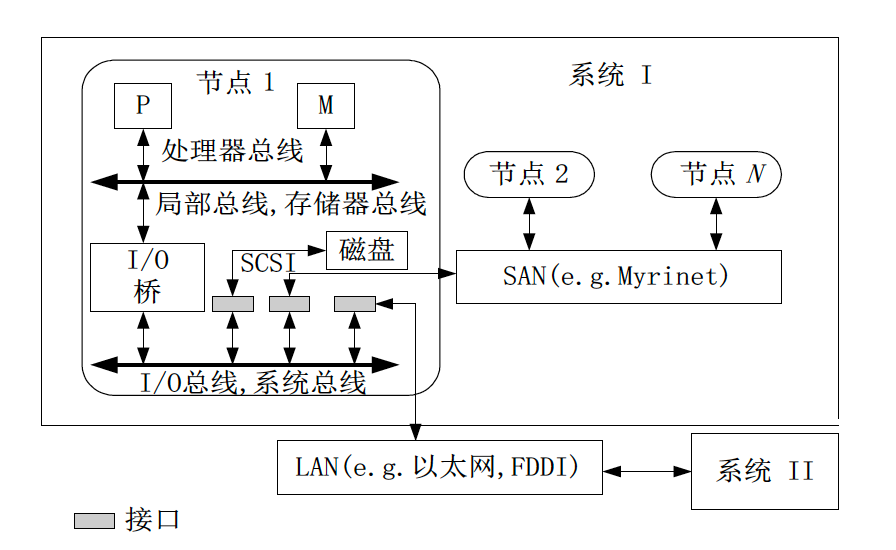 系统 I
节点 1
P
M
处理器总线
局部总线,存储器总线
节点 2
节点 N
I/O
桥
SCSI
磁盘
SAN(e.g.Myrinet)
I/O总线,系统总线
LAN(e.g.以太网,FDDI)
系统 II
接口